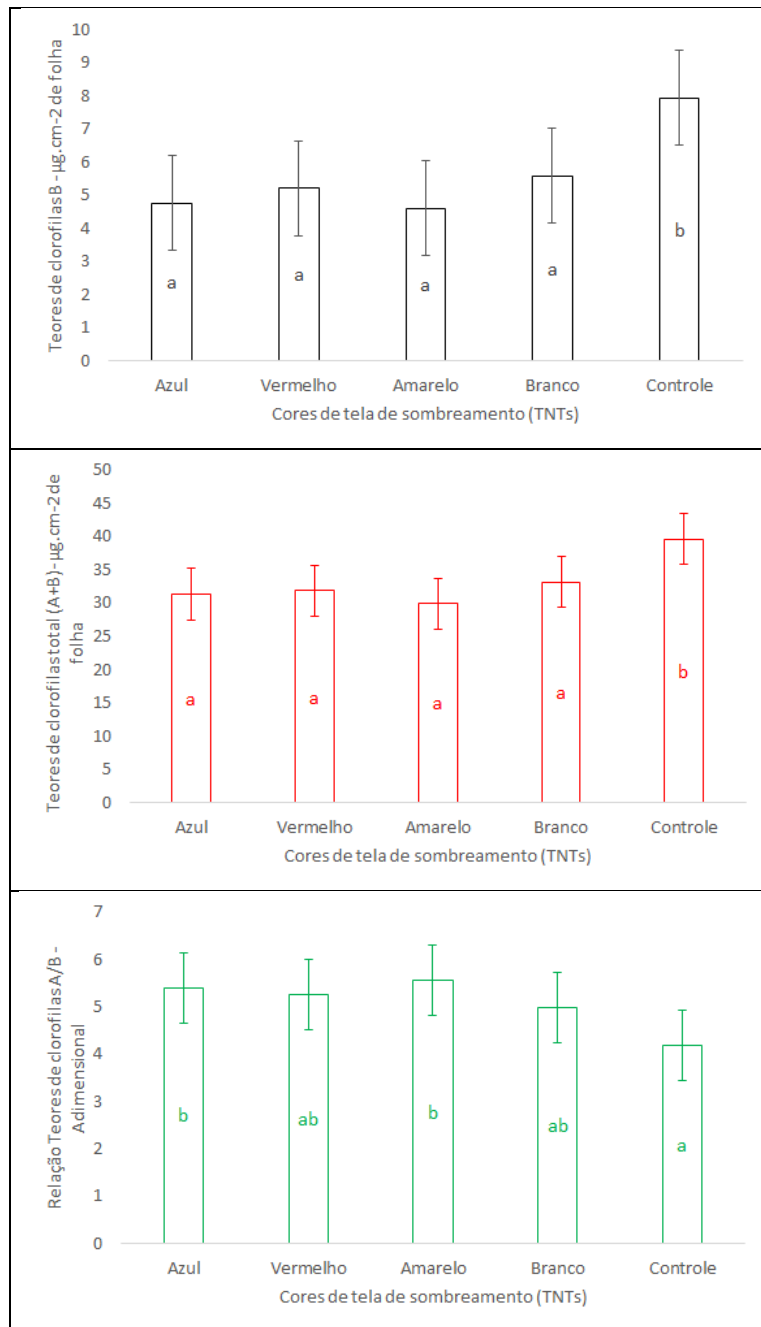 10
9
8
7
6
5
4
3
2
1
0
Teores de clorofilas B - µg.cm-2 de folha
a
a
a
a
b
Azul Vermelho Amarelo Branco Controle
Cores de tela de sombreamento (TNTs)
50
45
40
35
30
25
20
15
10
5
0
Teores de clorofilas total (A+B) - µg.cm-2 de
folha
a
a
a
a
b
Azul Vermelho Amarelo Branco Controle
Cores de tela de sombreamento (TNTs)
7
6
5
4
3
2
1
0
Relação Teores de clorofilas A/B -
Adimensional
b
ab
b
ab
a
Azul Vermelho Amarelo Branco Controle
Cores de tela de sombreamento (TNTs)